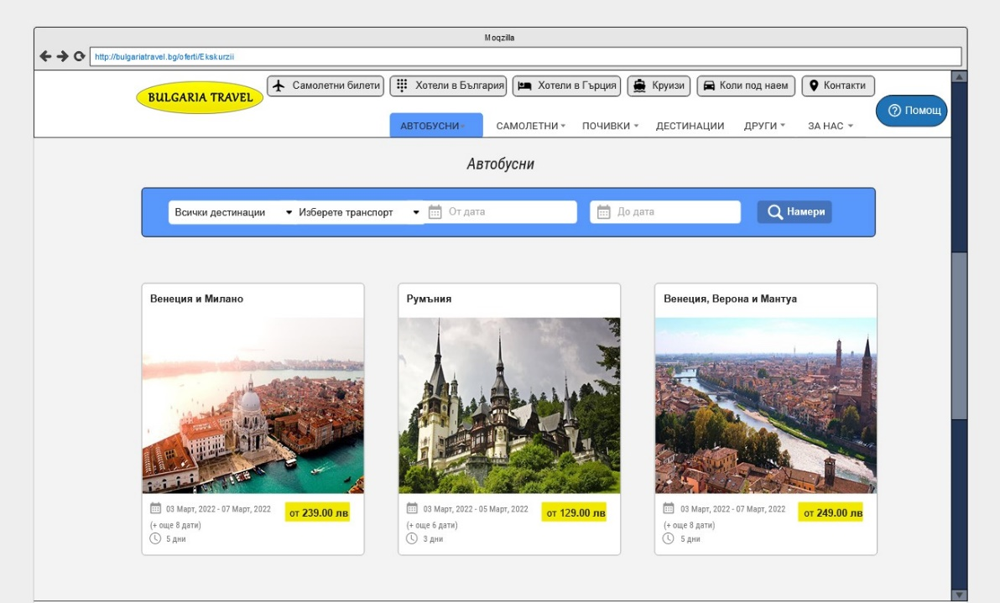 Moqzilla
http://bulgariatravel.bg/oferti/Ekskurzii
BULGARIA TRAVEL
Самолетни билети
Хотели в България
Хотели в Гърция
Круизи
Коли под наем
Контакти
Помощ
АВТОБУСНИ
САМОЛЕТНИ
ПОЧИВКИ
ДЕСТИНАЦИИ
ДРУГИ
ЗА НАС
Автобусни
Всички дестинации
Изберете транспорт
От дата
До дата
Намери
Венеция и Милано
03 Март, 2022 - 07 Март, 2022
(+ още 8 дати)
5 дни
от 239.00 лв
Румъния
03 Март, 2022 - 05 Март, 2022
(+ още 6 дати)
3 дни
от 129.00 лв
Венеция, Верона и Мантуа
03 Март, 2022 - 07 Март, 2022
(+ още 8 дати)
5 дни
от 249.00 лв